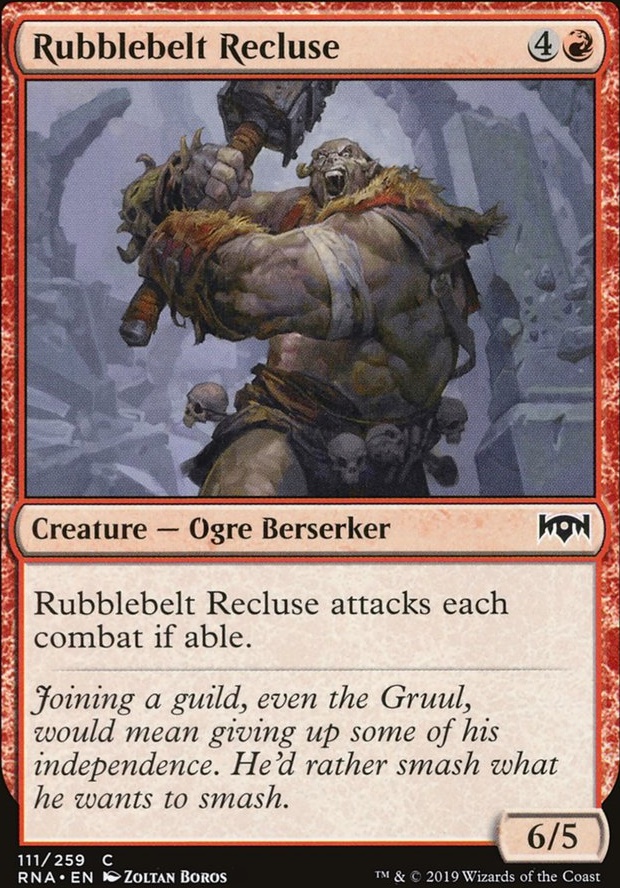 Rubblebelt Recluse 4
Creature — Ogre Berserker
Rubblebelt Recluse attacks each
combat if able.
Joining a guild, even the Gruul,
would mean giving up some of his
independence. He'd rather smash what
he wants to smash.
6/5
111/259 C
RNA • EN Zoltan Boros
™ & © 2019 Wizards of the Coast